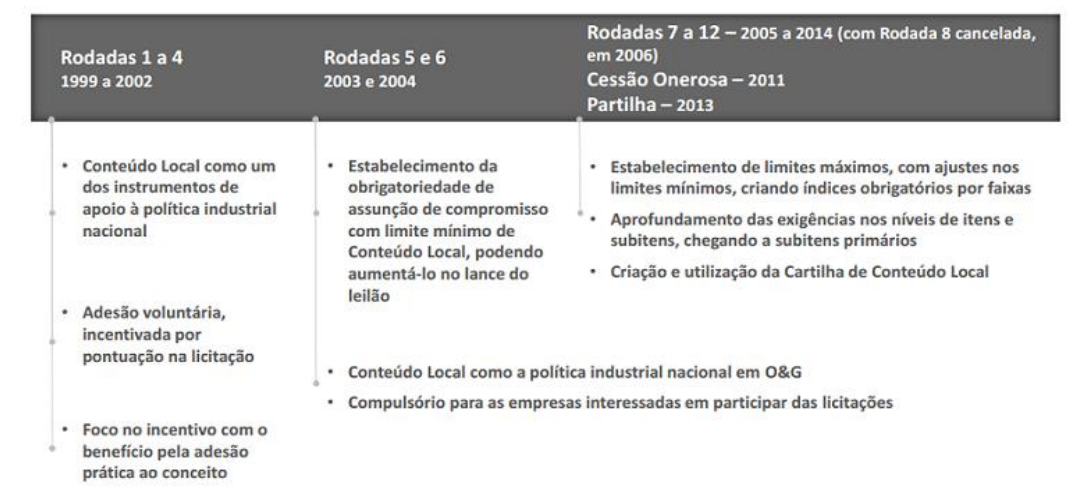 Rodadas 1 a 4
1999 a 2002
Rodadas 5 e 6
2003 e 2004
Rodadas 7 a 12 – 2005 a 2014 (com Rodada 8 cancelada,
em 2006)
Cessão Onerosa – 2011
Partilha – 2013
• Conteúdo Local como um
dos instrumentos de
apoio à política industrial
nacional
• Adesão voluntária,
incentivada por
pontuação na licitação
• Foco no incentivo com o
benefício pela adesão
prática ao conceito
• Estabelecimento da
obrigatoriedade de
assunção de compromisso
com limite mínimo de
Conteúdo Local, podendo
aumentá-lo no lance do
leilão
• Estabelecimento de limites máximos, com ajustes nos
limites mínimos, criando índices obrigatórios por faixas
• Aprofundamento das exigências nos níveis de itens e
subitens, chegando a subitens primários
• Criação e utilização da Cartilha de Conteúdo Local
• Conteúdo Local como a política industrial nacional em O&G
• Compulsório para as empresas interessadas em participar das licitações